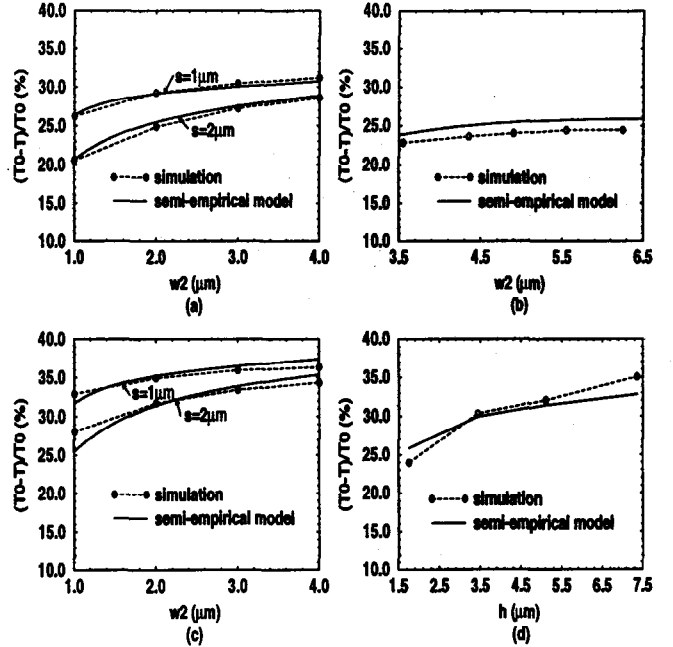 40.0
35.0
30.0
25.0
20.0
15.0
10.0
(T0-T)/T0 (%)
s=1μm
s=2μm
simulation
semi-empirical model
1.0 2.0 3.0 4.0
w2 (μm)
(a)
40.0
35.0
30.0
25.0
20.0
15.0
10.0
(T0-T)/T0 (%)
simulation
semi-empirical model
3.5 4.5 5.5 6.5
w2 (μm)
(b)
40.0
35.0
30.0
25.0
20.0
15.0
10.0
(T0-T)/T0 (%)
s=1μm
s=2μm
simulation
semi-empirical model
1.0 2.0 3.0 4.0
w2 (μm)
(c)
40.0
35.0
30.0
25.0
20.0
15.0
10.0
(T0-T)/T0 (%)
simulation
semi-empirical model
1.5 3.5 5.5 7.5
h (μm)
(d)